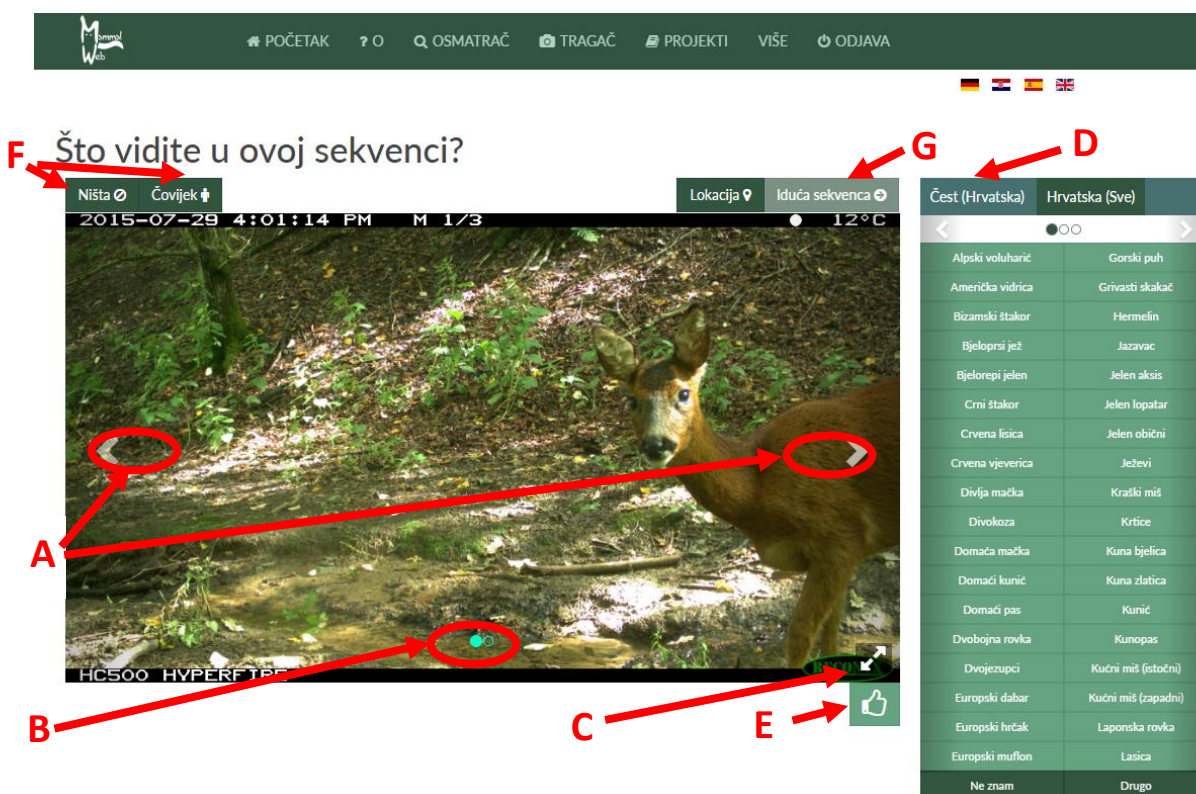 Mammal
Web
POČETAK ? O OSMATRAČ TRAGAČ PROJEKTI VIŠE ODJAVA
Što vidite u ovoj sekvenci?
F
G
D
Ništa Čovijek Lokacija Iduća sekvenca
Čest (Hrvatska) Hrvatska (Sve)
2015-07-29 4:01:14 PM M 1/3 12°C
Alpski voluharić Gorski puh
Američka vidrica Grivasti skakač
Bizamski štakor Hermelin
Bjeloprsi jež Jazavac
Bjelorepi jelen Jelen aksis
Crni štakor Jelen lopatar
Crvena lisica Jelen obični
Crvena vjeverica Ježevi
Divlja mačka Kraški miš
Divokoza Krtice
Domaća mačka Kuna bjelica
Domaći kunić Kuna zlatica
Domaći pas Kunić
Dvobojna rovka Kunopas
Dvojezupci Kućni miš (istočni)
Europski dabar Kućni miš (zapadni)
Europski hrčak Laponska rovka
Europski muflon Lasica
Ne znam Drugo
A
HC500 HYPERFIRE
B
C
E